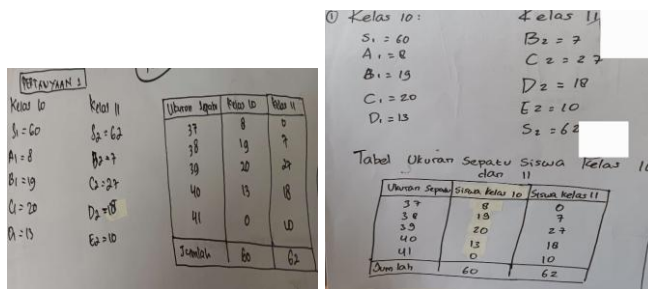 PERTANYAAN 1
Kelas 10
Kelas 11
S₁ = 60
S₂ = 62
A₁ = 8
B₂ = 7
B₁ = 19
C₂ = 27
C₁ = 20
D₂ = 18
D₁ = 13
E₂ = 10
Ukuran Sepatu Kelas 10 Kelas 11
37 8 0
38 19 7
39 20 27
40 13 18
41 0 10
Jumlah 60 62
① Kelas 10 :
Kelas 11
S₁ = 60
A₁ = 8
B₁ = 19
C₁ = 20
D₁ = 13
B₂ = 7
C₂ = 27
D₂ = 18
E₂ = 10
S₂ = 62
Tabel Ukuran Sepatu Siswa Kelas 10
dan 11
Ukuran Sepatu Siswa Kelas 10 Siswa Kelas 11
37 8 0
38 19 7
39 20 27
40 13 18
41 0 10
Jumlah 60 62